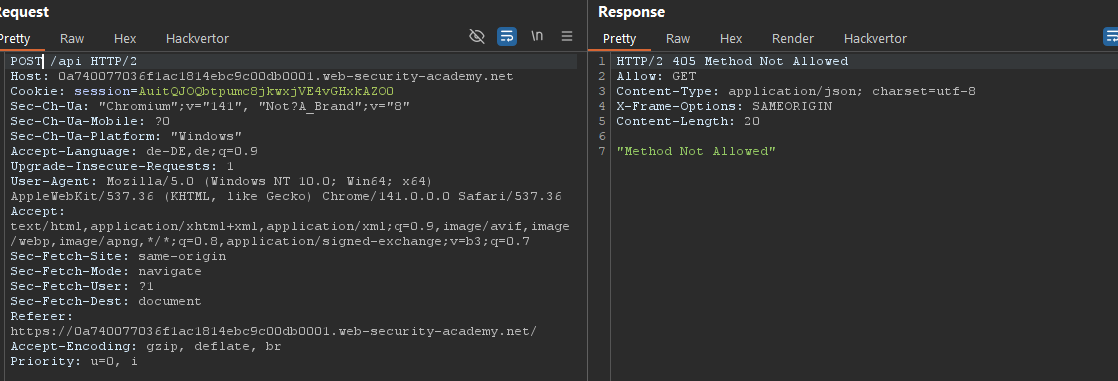 Request
Pretty Raw Hex Hackvertor
\n
POST /api HTTP/2
Host: 0a740077036f1ac1814ebc9c00db0001.web-security-academy.net
Cookie: session=AuitQJOQbtpumc8jkwxjVE4vGHxkAZO0
Sec-Ch-Ua: "Chromium";v="141", "Not?A_Brand";v="8"
Sec-Ch-Ua-Mobile: ?0
Sec-Ch-Ua-Platform: "Windows"
Accept-Language: de-DE,de;q=0.9
Upgrade-Insecure-Requests: 1
User-Agent: Mozilla/5.0 (Windows NT 10.0; Win64; x64)
AppleWebKit/537.36 (KHTML, like Gecko) Chrome/141.0.0.0 Safari/537.36
Accept:
text/html,application/xhtml+xml,application/xml;q=0.9,image/avif,image
/webp,image/apng,*/*;q=0.8,application/signed-exchange;v=b3;q=0.7
Sec-Fetch-Site: same-origin
Sec-Fetch-Mode: navigate
Sec-Fetch-User: ?1
Sec-Fetch-Dest: document
Referer:
https://0a740077036f1ac1814ebc9c00db0001.web-security-academy.net/
Accept-Encoding: gzip, deflate, br
Priority: u=0, i
Response
Pretty Raw Hex Render Hackvertor
1 HTTP/2 405 Method Not Allowed
2 Allow: GET
3 Content-Type: application/json; charset=utf-8
4 X-Frame-Options: SAMEORIGIN
5 Content-Length: 20
6
7 "Method Not Allowed"